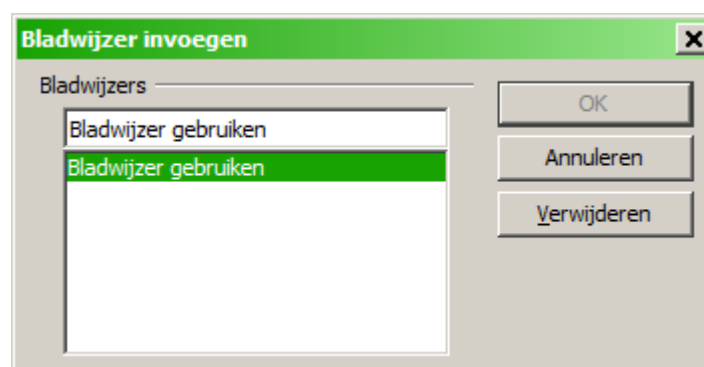 Bladwijzer invoegen
Bladwijzers
Bladwijzer gebruiken
Bladwijzer gebruiken
OK
Annuleren
Verwijderen